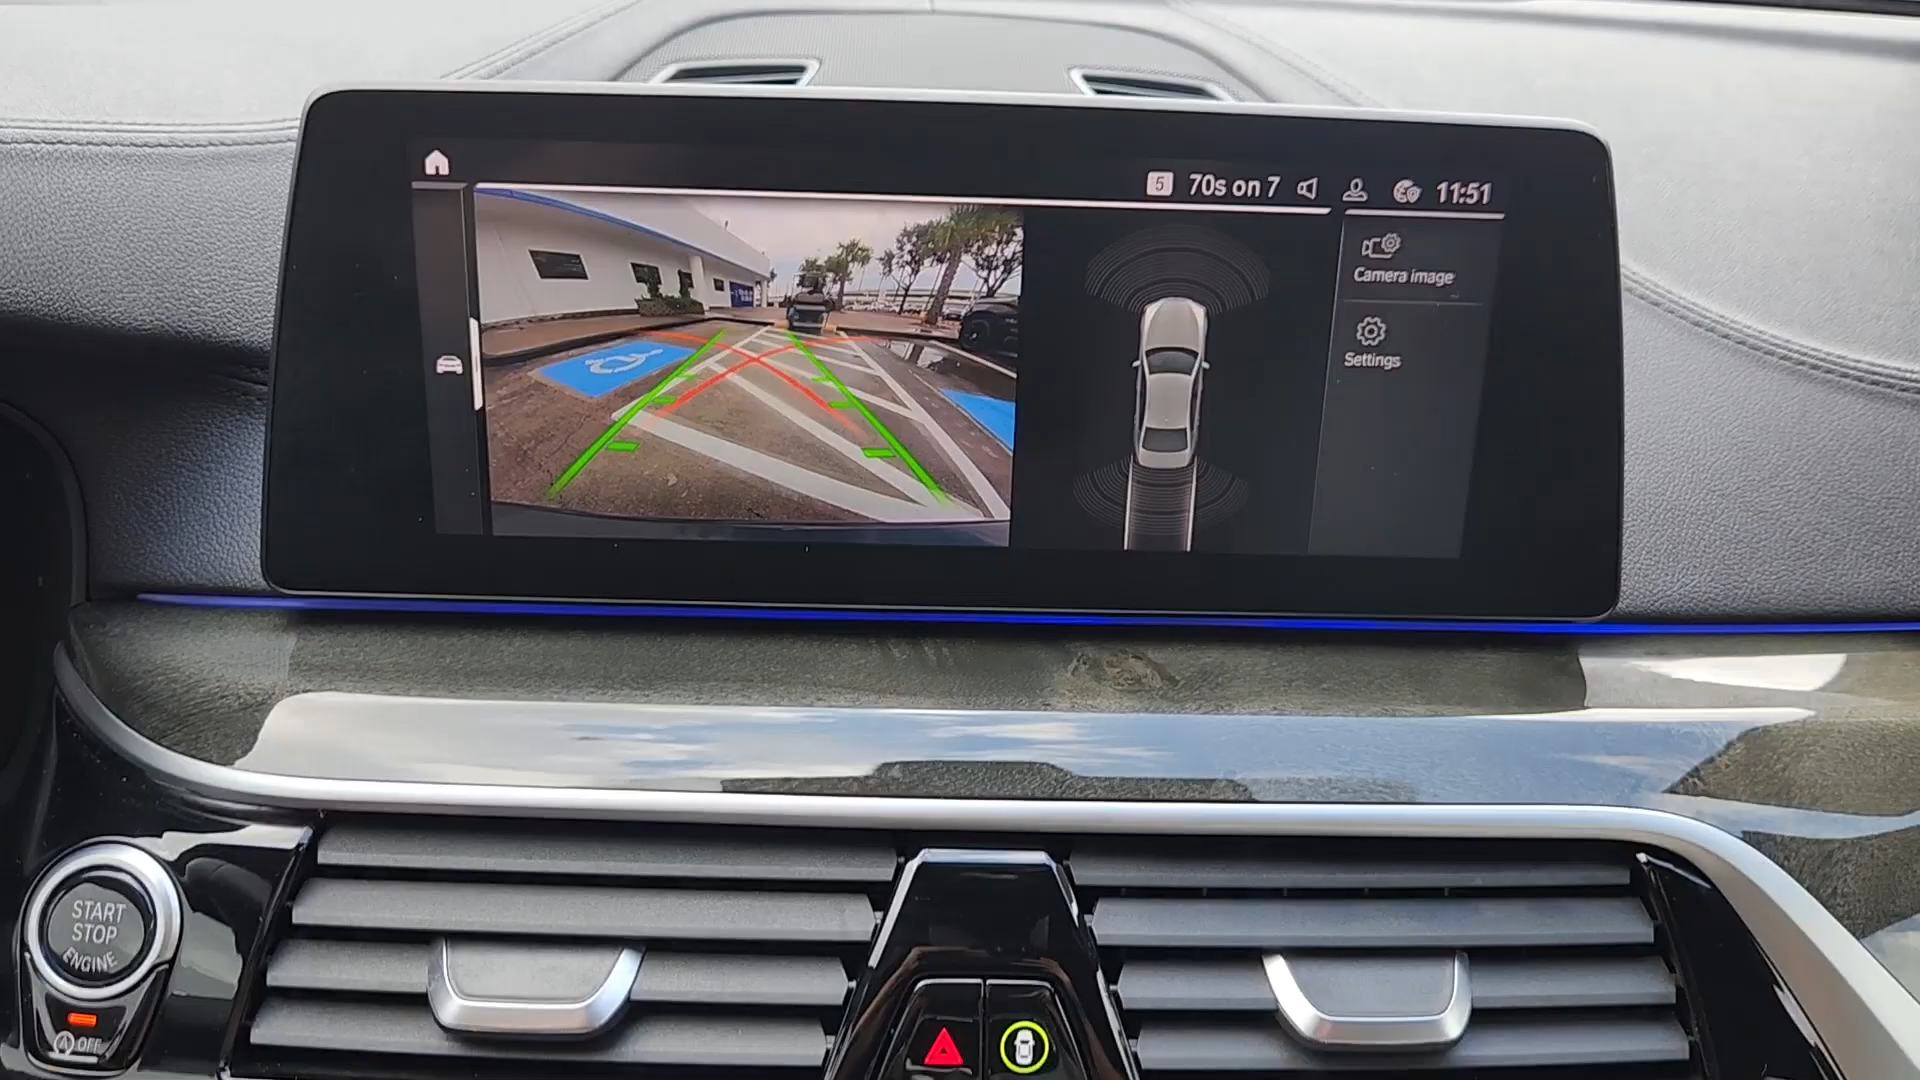 5 70s on 7 11:51
Camera image
Settings
START
STOP
ENGINE
A OFF